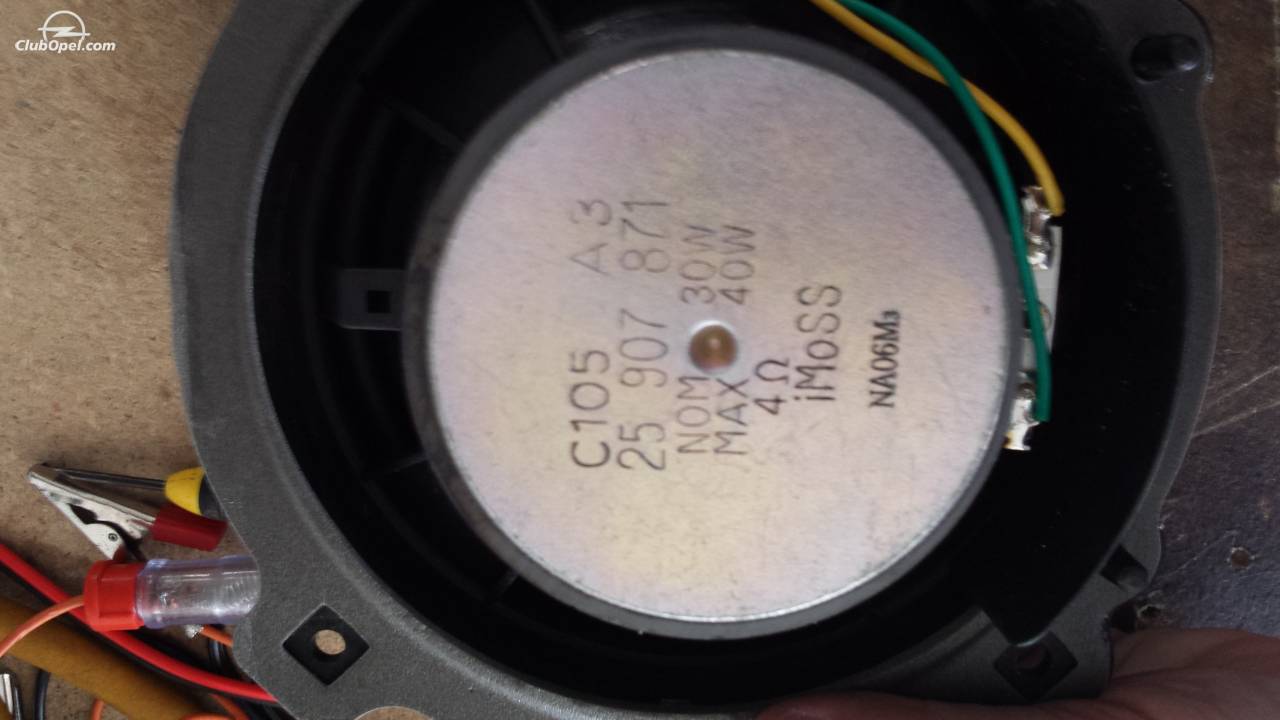 ClubOpel.com
C105 A3
25 907 871
NOM 30W
MAX 40W
4Ω
iMoSS
NA06M3